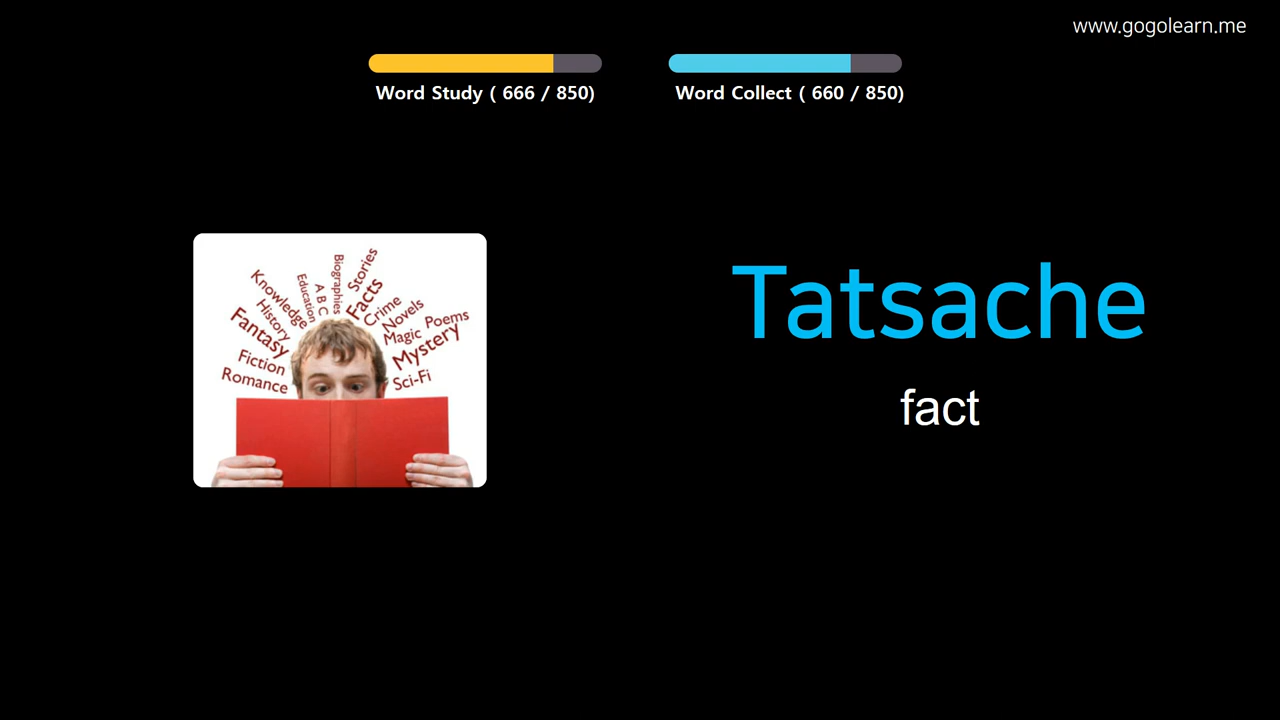 www.gogolearn.me
Word Study ( 666 / 850)
Word Collect ( 660 / 850)
Tatsache
fact
Knowledge
History
Fantasy
Fiction
Romance
Education
A B C
Biographies
Stories
Facts
Crime
Novels
Magic
Poems
Mystery
Sci-Fi